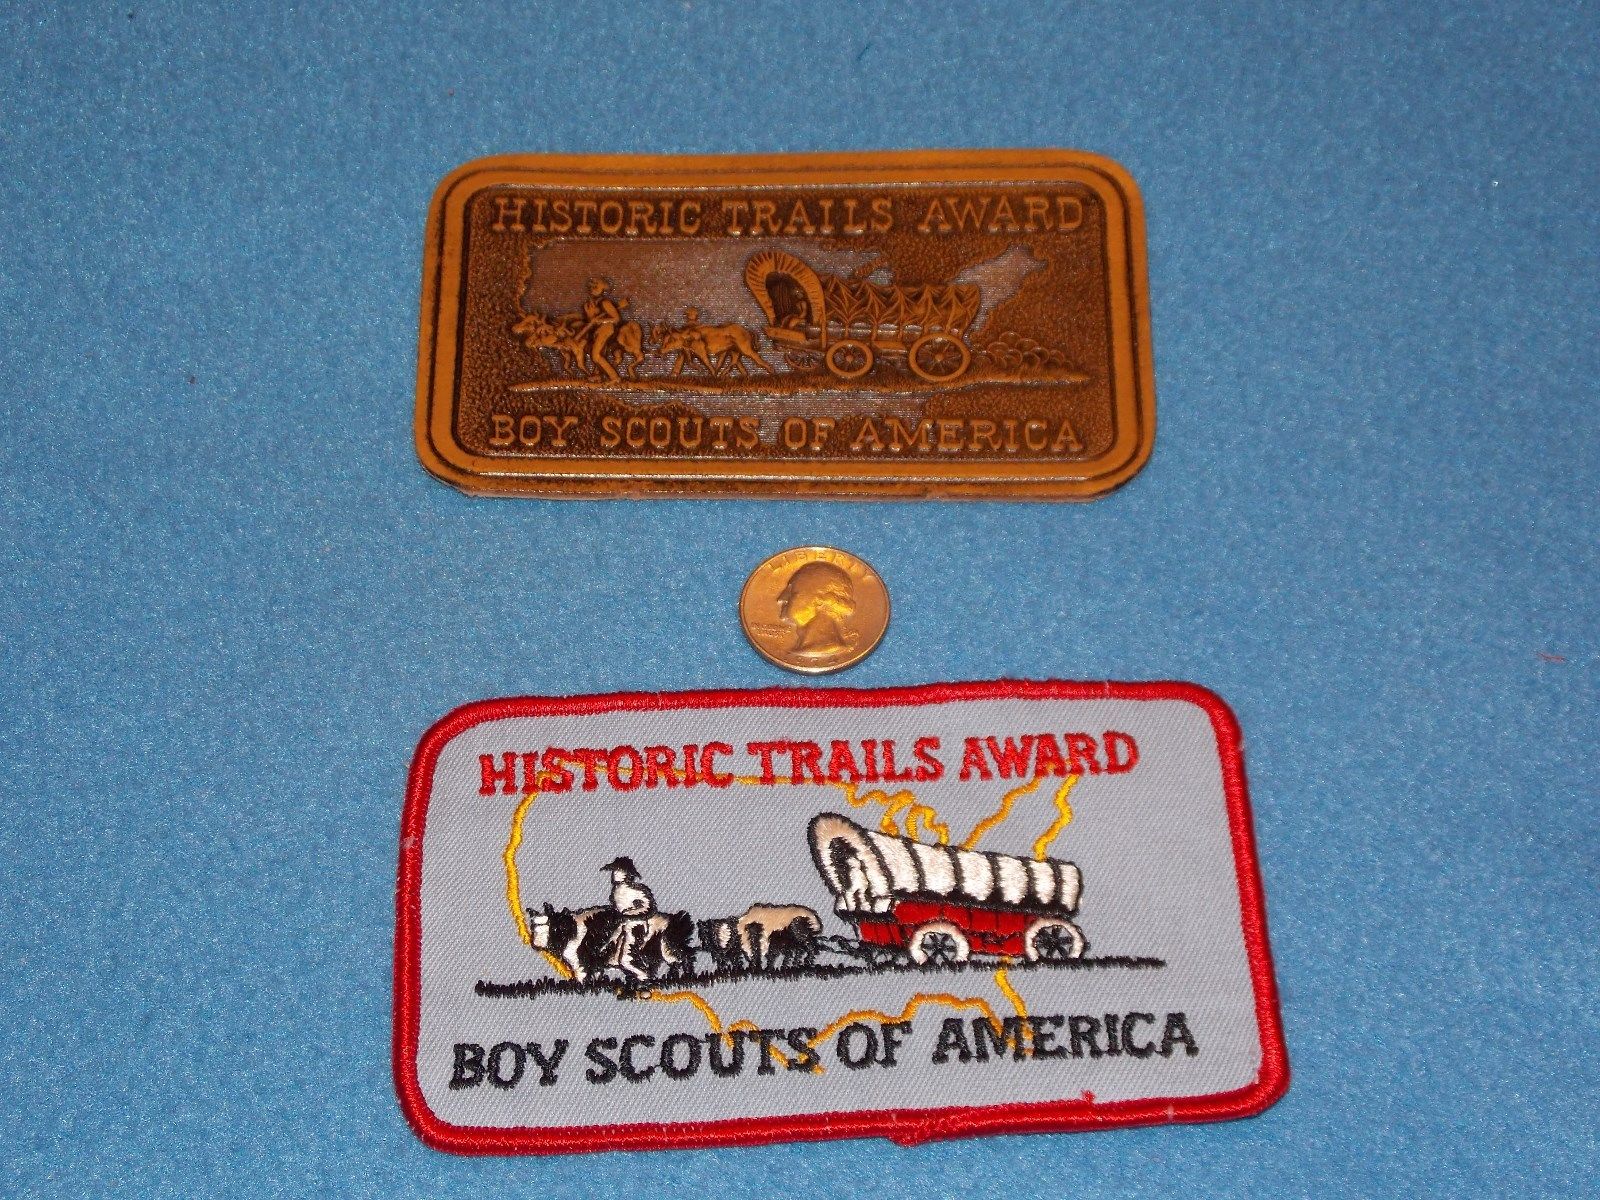 HISTORIC TRAILS AWARD
BOY SCOUTS OF AMERICA
LIBERTY
HISTORIC TRAILS AWARD
BOY SCOUTS OF AMERICA